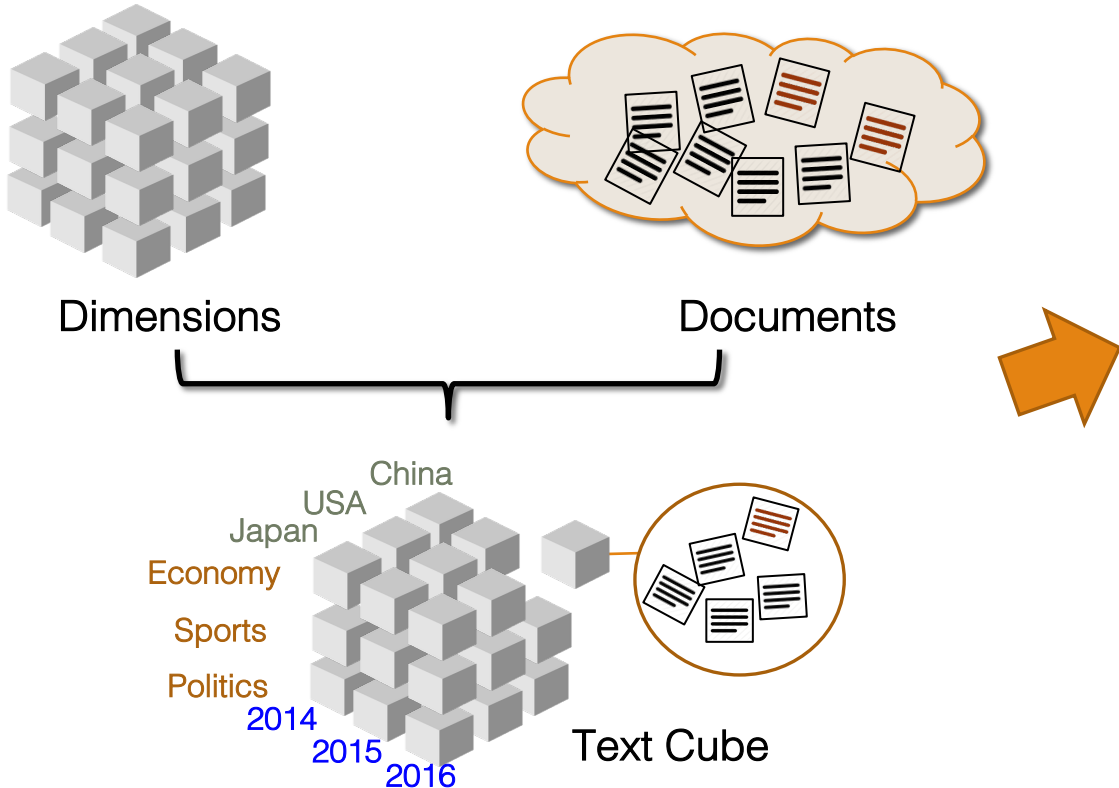 Dimensions
Documents
China
USA
Japan
Economy
Sports
Politics
2014
2015
2016
Text Cube